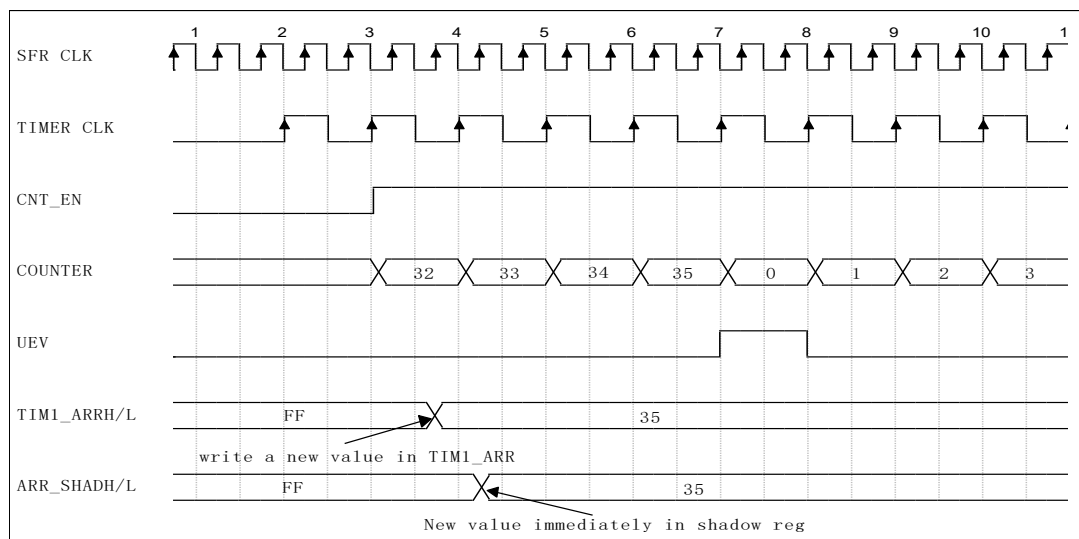 1 2 3 4 5 6 7 8 9 10 1
SFR CLK
TIMER CLK
CNT_EN
COUNTER 32 33 34 35 0 1 2 3
UEV
TIM1_ARRH/L FF 35
write a new value in TIM1_ARR
ARR_SHADH/L FF 35
New value immediately in shadow reg